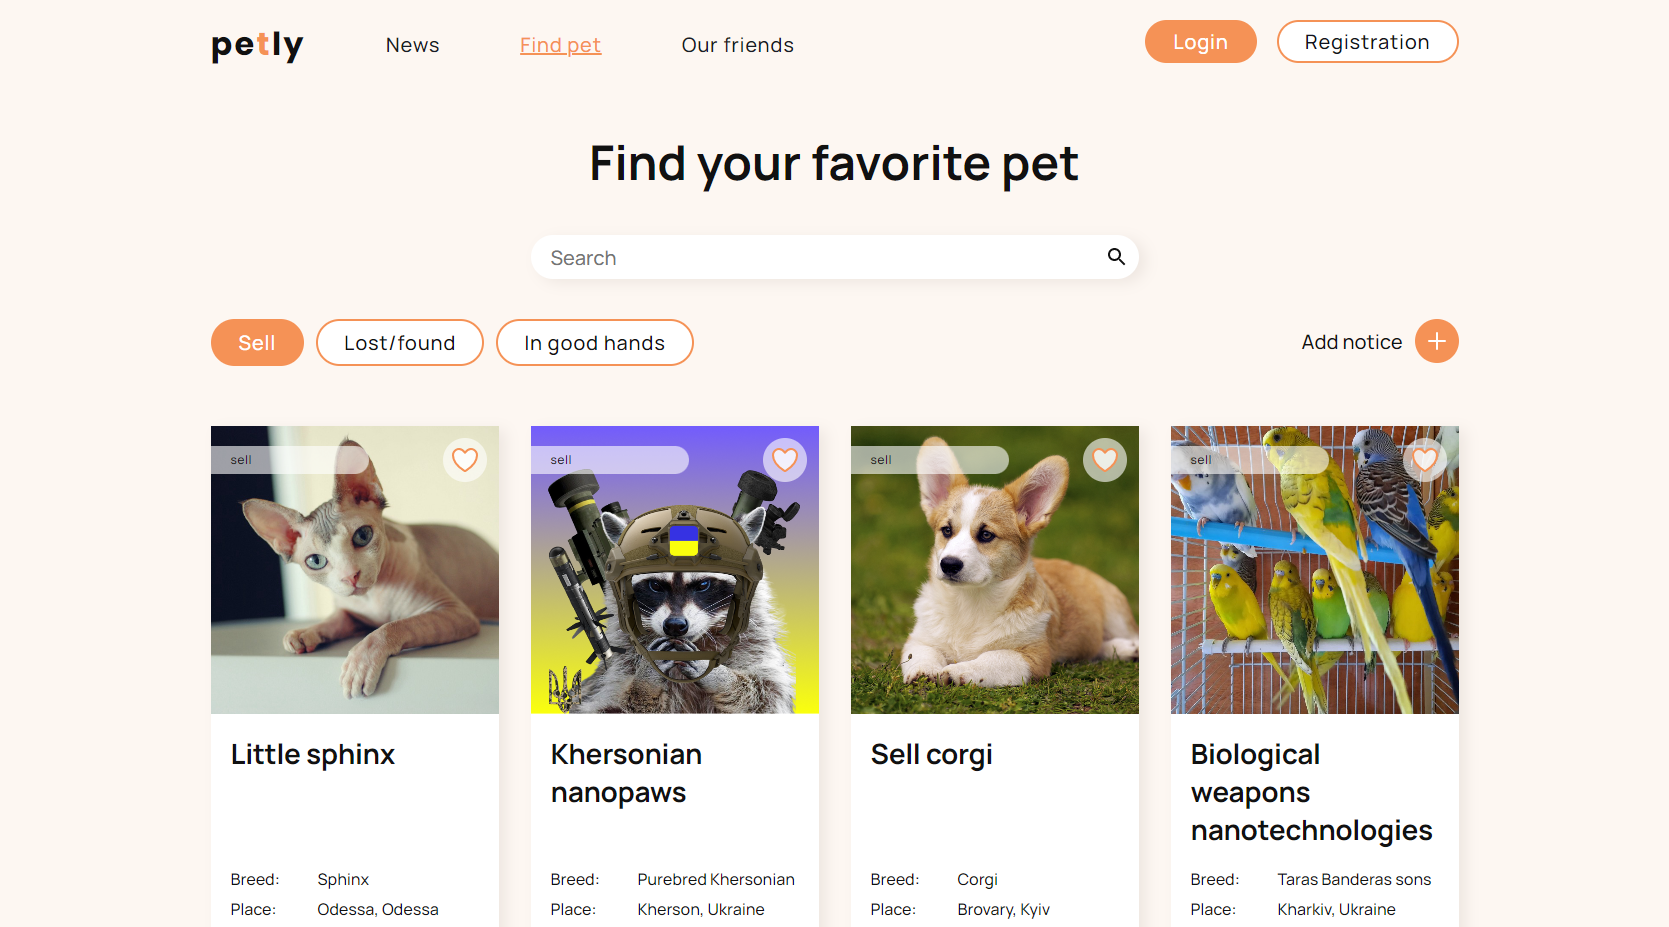 petly News Find pet Our friends Login Registration
Find your favorite pet
Search
Sell Lost/found In good hands Add notice
sell sell sell sell
Little sphinx Khersonian nanopaws Sell corgi Biological weapons nanotechnologies
Breed: Sphinx Breed: Purebred Khersonian Breed: Corgi Breed: Taras Banderas sons
Place: Odessa, Odessa Place: Kherson, Ukraine Place: Brovary, Kyiv Place: Kharkiv, Ukraine